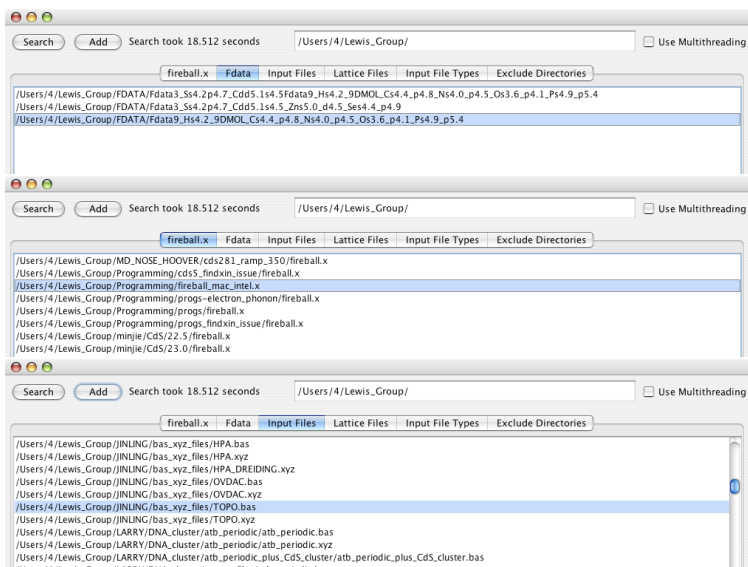 Search Add Search took 18.512 seconds /Users/4/Lewis_Group/ Use Multithreading
fireball.x Fdata Input Files Lattice Files Input File Types Exclude Directories
/Users/4/Lewis_Group/FDATA/Fdata3_Ss4.2p4.7_Cdd5.1s4.5Fdata9_Hs4.2_9DMOL_Cs4.4_p4.8_Ns4.0_p4.5_Os3.6_p4.1_Ps4.9_p5.4
/Users/4/Lewis_Group/FDATA/Fdata3_Ss4.2p4.7_Cdd5.1s4.5_Zns5.0_d4.5_Ses4.4_p4.9
/Users/4/Lewis_Group/FDATA/Fdata9_Hs4.2_9DMOL_Cs4.4_p4.8_Ns4.0_p4.5_Os3.6_p4.1_Ps4.9_p5.4
Search Add Search took 18.512 seconds /Users/4/Lewis_Group/ Use Multithreading
fireball.x Fdata Input Files Lattice Files Input File Types Exclude Directories
/Users/4/Lewis_Group/MD_NOSE_HOOVER/cds281_ramp_350/fireball.x
/Users/4/Lewis_Group/Programming/cds5_findxin_issue/fireball.x
/Users/4/Lewis_Group/Programming/fireball_mac_intel.x
/Users/4/Lewis_Group/Programming/progs-electron_phonon/fireball.x
/Users/4/Lewis_Group/Programming/progs/fireball.x
/Users/4/Lewis_Group/Programming/progs_findxin_issue/fireball.x
/Users/4/Lewis_Group/minjie/CdS/22.5/fireball.x
/Users/4/Lewis_Group/minjie/CdS/23.0/fireball.x
Search Add Search took 18.512 seconds /Users/4/Lewis_Group/ Use Multithreading
fireball.x Fdata Input Files Lattice Files Input File Types Exclude Directories
/Users/4/Lewis_Group/JINLING/bas_xyz_files/HPA.bas
/Users/4/Lewis_Group/JINLING/bas_xyz_files/HPA.xyz
/Users/4/Lewis_Group/JINLING/bas_xyz_files/HPA_DREIDING.xyz
/Users/4/Lewis_Group/JINLING/bas_xyz_files/OVDAC.bas
/Users/4/Lewis_Group/JINLING/bas_xyz_files/OVDAC.xyz
/Users/4/Lewis_Group/JINLING/bas_xyz_files/TOPO.bas
/Users/4/Lewis_Group/JINLING/bas_xyz_files/TOPO.xyz
/Users/4/Lewis_Group/LARRY/DNA_cluster/atb_periodic/atb_periodic.bas
/Users/4/Lewis_Group/LARRY/DNA_cluster/atb_periodic/atb_periodic.xyz
/Users/4/Lewis_Group/LARRY/DNA_cluster/atb_periodic_plus_CdS_cluster/atb_periodic_plus_CdS_cluster.bas